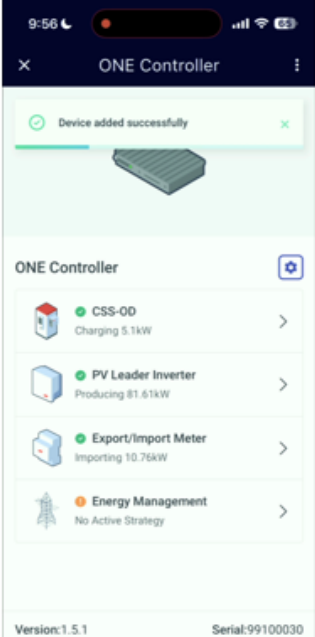 9:56
65
ONE Controller
Device added successfully
ONE Controller
CSS-OD
Charging 5.1kW
PV Leader Inverter
Producing 81.61kW
Export/Import Meter
Importing 10.76kW
Energy Management
No Active Strategy
Version:1.5.1 Serial:99100030